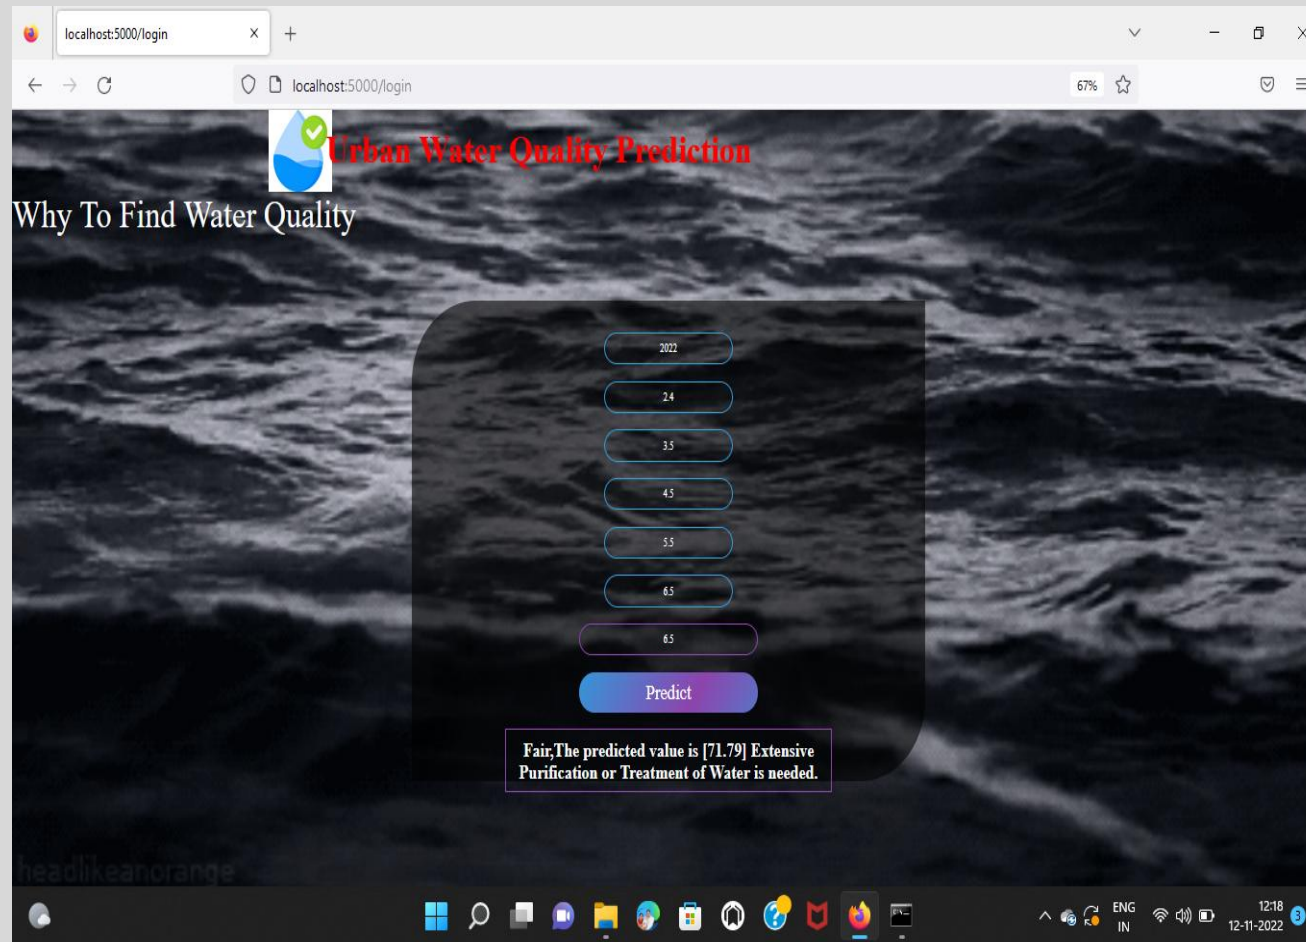 localhost:5000/login
localhost:5000/login
67%
Urban Water Quality Prediction
Why To Find Water Quality
2022
2.4
3.5
4.5
5.5
6.5
6.5
Predict
Fair,The predicted value is [71.79] Extensive
Purification or Treatment of Water is needed.
headlikeanorange
ENG
IN
12:18
12-11-2022
3